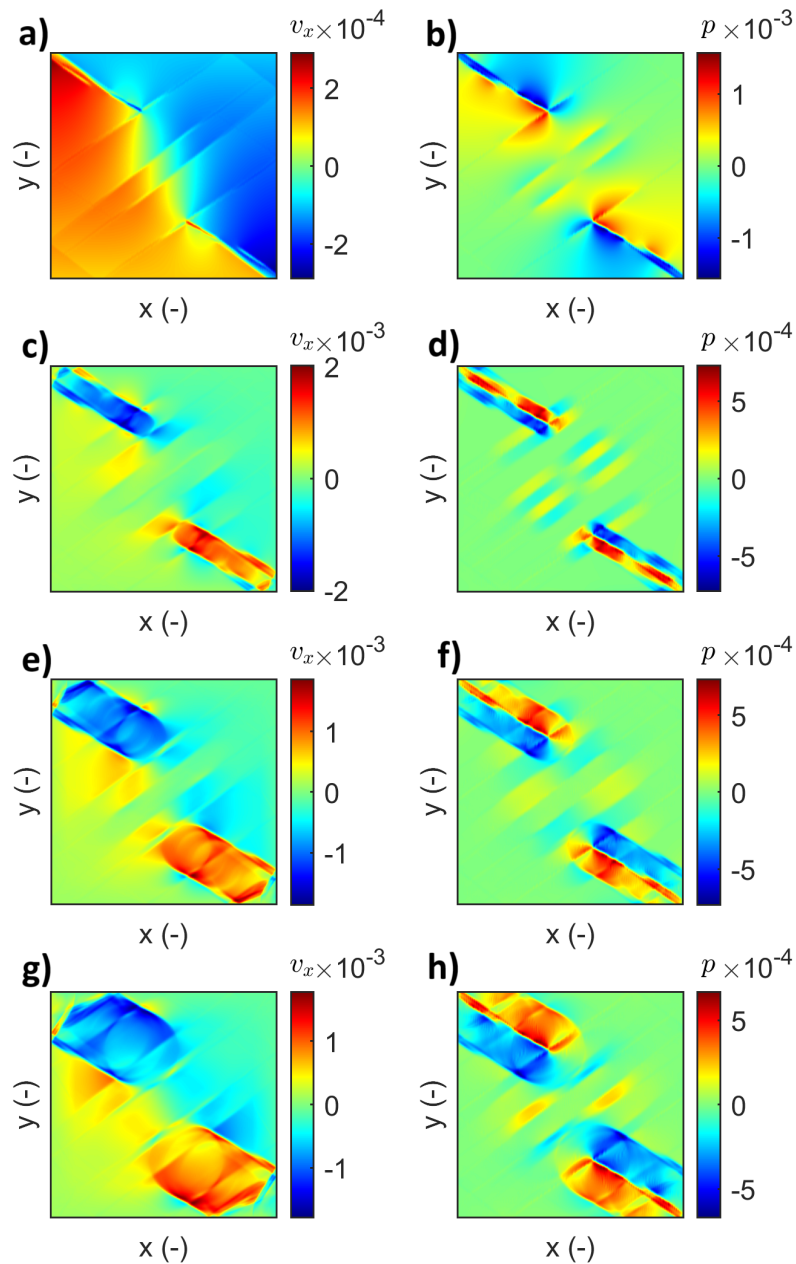 a) vₓ×10⁻⁴
2
0
-2
y (-)
x (-)
b) p ×10⁻³
1
0
-1
y (-)
x (-)
c) vₓ×10⁻³
2
0
-2
y (-)
x (-)
d) p ×10⁻⁴
5
0
-5
y (-)
x (-)
e) vₓ×10⁻³
1
0
-1
y (-)
x (-)
f) p ×10⁻⁴
5
0
-5
y (-)
x (-)
g) vₓ×10⁻³
1
0
-1
y (-)
x (-)
h) p ×10⁻⁴
5
0
-5
y (-)
x (-)